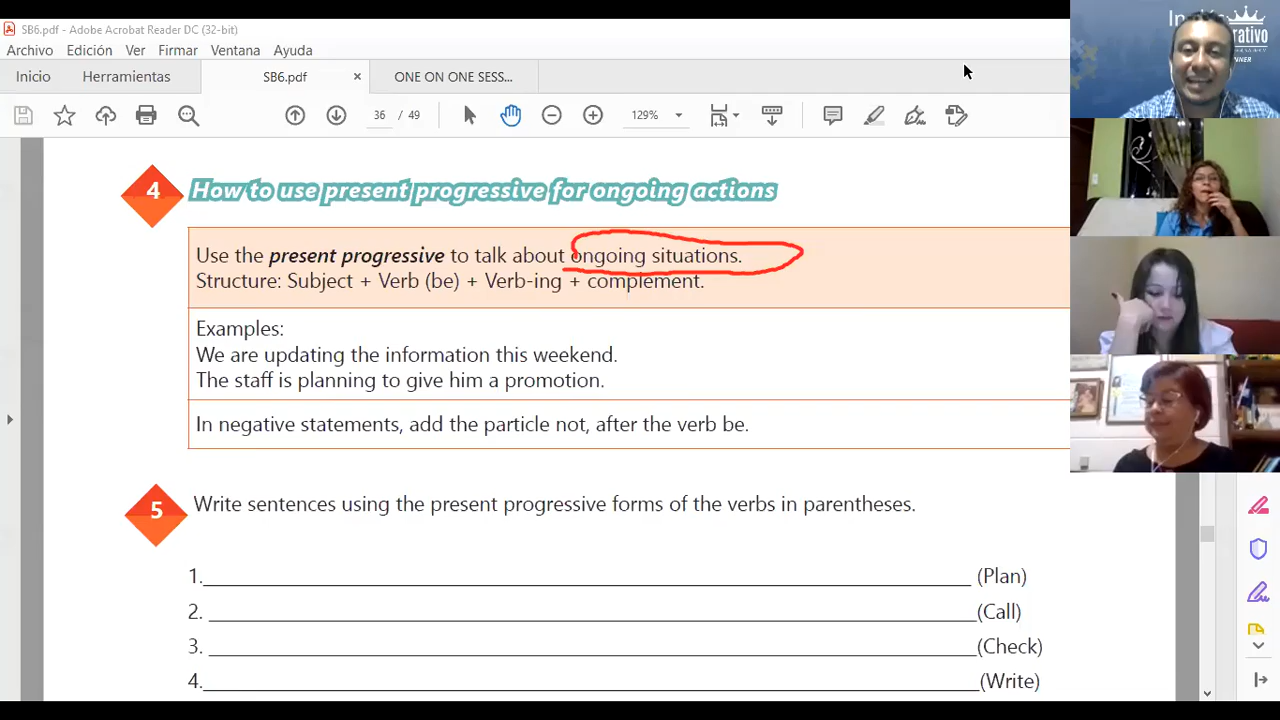 SB6.pdf - Adobe Acrobat Reader DC (32-bit)
Archivo Edición Ver Firmar Ventana Ayuda
Inicio Herramientas SB6.pdf × ONE ON ONE SESS...
36 / 49 129%
4 How to use present progressive for ongoing actions
Use the present progressive to talk about ongoing situations.
Structure: Subject + Verb (be) + Verb-ing + complement.
Examples:
We are updating the information this weekend.
The staff is planning to give him a promotion.
In negative statements, add the particle not, after the verb be.
5 Write sentences using the present progressive forms of the verbs in parentheses.
1. (Plan)
2. (Call)
3. (Check)
4. (Write)